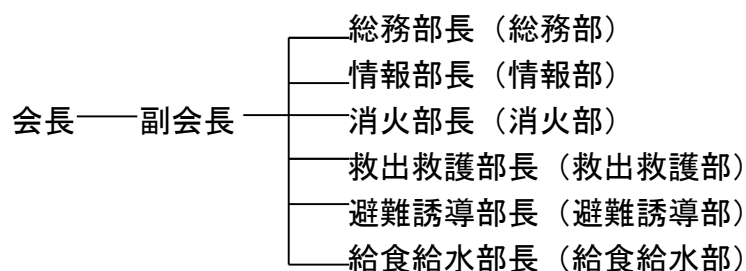 総務部長（総務部）
情報部長（情報部）
会長 副会長 消火部長（消火部）
救出救護部長（救出救護部）
避難誘導部長（避難誘導部）
給食給水部長（給食給水部）